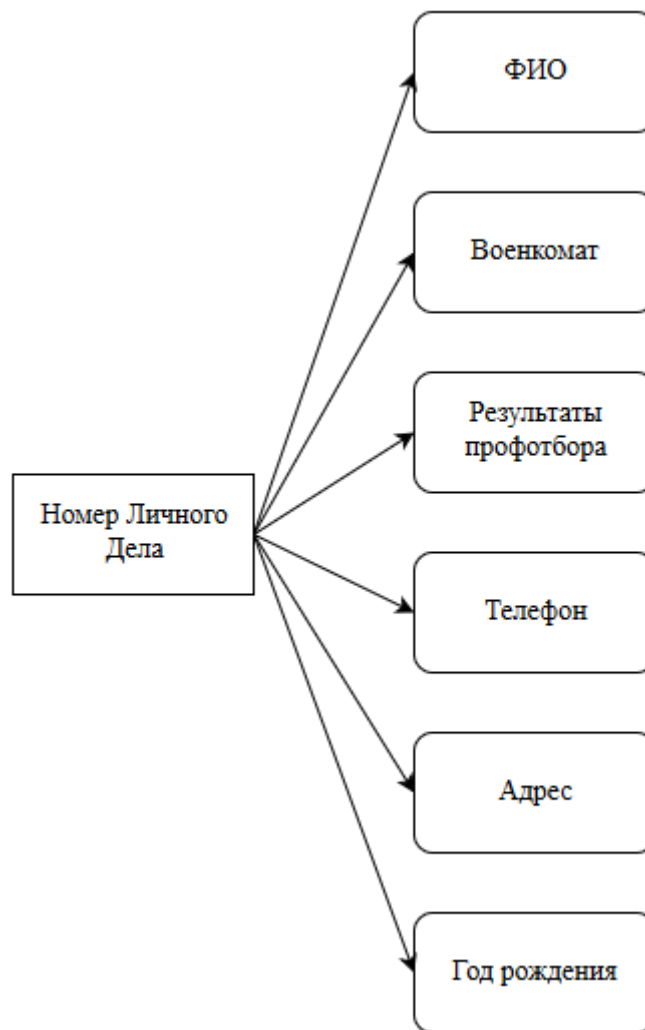 ФИО
Военкомат
Результаты
профотбора
Номер Личного
Дела
Телефон
Адрес
Год рождения